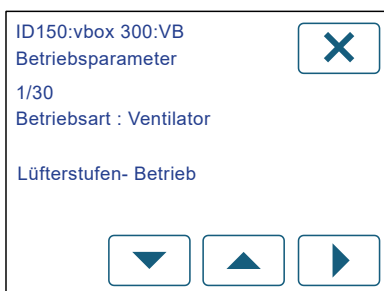 ID150:vbox 300:VB
Betriebsparameter
1/30
Betriebsart : Ventilator
Lüfterstufen- Betrieb